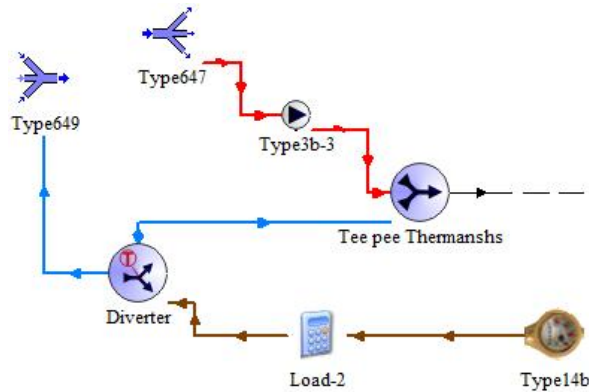 Type647
Type649
Type3b-3
Tee pee Thermanshs
T
Diverter
Load-2
Type14b